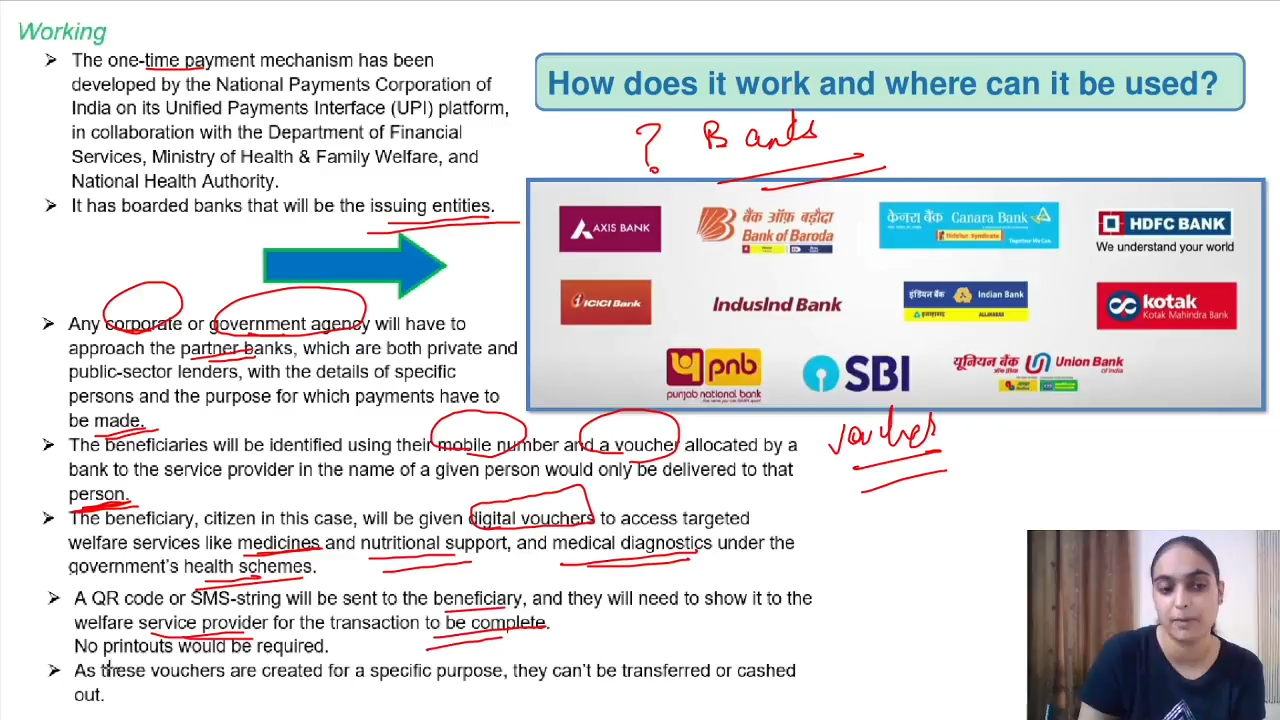 Working
➢ The one-time payment mechanism has been
developed by the National Payments Corporation of
India on its Unified Payments Interface (UPI) platform,
in collaboration with the Department of Financial
Services, Ministry of Health & Family Welfare, and
National Health Authority.
➢ It has boarded banks that will be the issuing entities.
How does it work and where can it be used?
? Banks
AXIS BANK
बैंक ऑफ़ बड़ौदा
Bank of Baroda
केनरा बैंक Canara Bank
Together We Can
HDFC BANK
We understand your world
ICICI Bank
IndusInd Bank
इंडियन बैंक Indian Bank
इलाहाबाद ALLAHABAD
kotak
Kotak Mahindra Bank
pnb
punjab national bank
SBI
यूनियन बैंक Union Bank
ऑफ़ इंडिया of India
vouches
➢ Any corporate or government agency will have to
approach the partner banks, which are both private and
public-sector lenders, with the details of specific
persons and the purpose for which payments have to
be made.
➢ The beneficiaries will be identified using their mobile number and a voucher allocated by a
bank to the service provider in the name of a given person would only be delivered to that
person.
➢ The beneficiary, citizen in this case, will be given digital vouchers to access targeted
welfare services like medicines and nutritional support, and medical diagnostics under the
government's health schemes.
➢ A QR code or SMS-string will be sent to the beneficiary, and they will need to show it to the
welfare service provider for the transaction to be complete.
No printouts would be required.
➢ As these vouchers are created for a specific purpose, they can't be transferred or cashed
out.